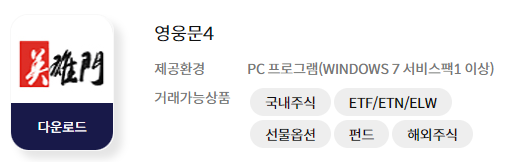 英雄門
다운로드
영웅문4
제공환경 PC 프로그램(WINDOWS 7 서비스팩1 이상)
거래가능상품 국내주식 ETF/ETN/ELW
선물옵션 펀드 해외주식